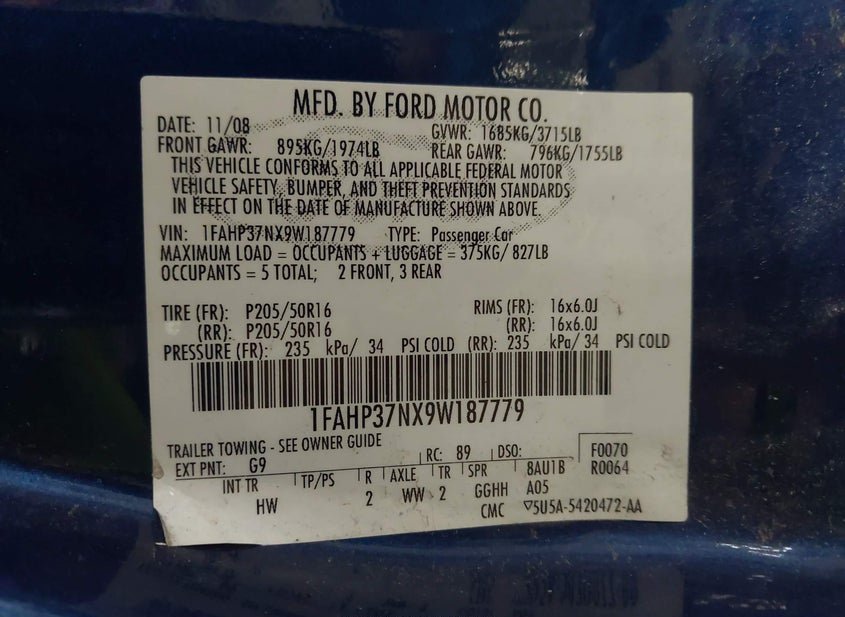 MFD. BY FORD MOTOR CO.
DATE: 11/08 GVWR: 1685KG/3715LB
FRONT GAWR: 895KG/1974LB REAR GAWR: 796KG/1755LB
THIS VEHICLE CONFORMS TO ALL APPLICABLE FEDERAL MOTOR
VEHICLE SAFETY, BUMPER, AND THEFT PREVENTION STANDARDS
IN EFFECT ON THE DATE OF MANUFACTURE SHOWN ABOVE.
VIN: 1FAHP37NX9W187779 TYPE: Passenger Car
MAXIMUM LOAD = OCCUPANTS + LUGGAGE = 375KG/ 827LB
OCCUPANTS = 5 TOTAL; 2 FRONT, 3 REAR
TIRE (FR): P205/50R16 RIMS (FR): 16x6.0J
(RR): P205/50R16 (RR): 16x6.0J
PRESSURE (FR): 235 kPa/ 34 PSI COLD (RR): 235 kPa/ 34 PSI COLD
1FAHP37NX9W187779
TRAILER TOWING - SEE OWNER GUIDE
EXT PNT: G9 RC: 89 DSO: F0070
INT TR TP/PS R AXLE TR SPR 8AU1B R0064
HW 2 WW 2 GGHH A05
CMC ▽5U5A-5420472-AA